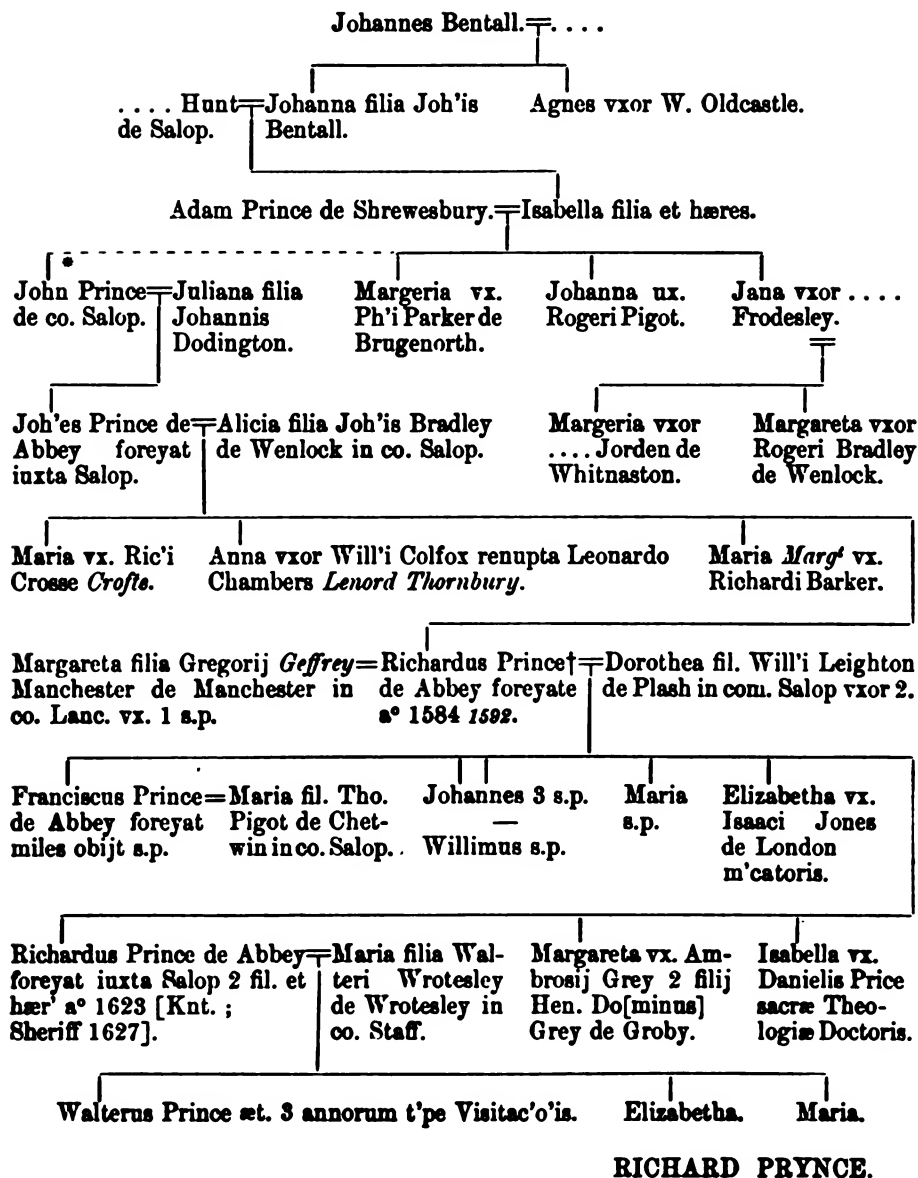 Johannes Bentall.=. . . .
. . . . Hunt=Johanna filia Joh'is
de Salop.
Bentall.
Agnes vxor W. Oldcastle.
Adam Prince de Shrewesbury.=Isabella filia et hæres.
*
John Prince=Juliana filia
de co. Salop.
Johannis
Dodington.
Margeria vx.
Ph'i Parker de
Brugenorth.
Johanna ux.
Rogeri Pigot.
Jana vxor . . . .
Frodesley.
=
Joh'es Prince de=Alicia filia Joh'is Bradley
Abbey foreyat
de Wenlock in co. Salop.
iuxta Salop.
Margeria vxor
. . . . Jorden de
Whitnaston.
Margareta vxor
Rogeri Bradley
de Wenlock.
Maria vx. Ric'i
Crosse Crofte.
Anna vxor Will'i Colfox renupta Leonardo
Chambers Lenord Thornbury.
Maria Margt vx.
Richardi Barker.
Margareta filia Gregorij Geffrey=Richardus Prince†=Dorothea fil. Will'i Leighton
Manchester de Manchester in
de Abbey foreyate
de Plash in com. Salop vxor 2.
co. Lanc. vx. 1 s.p.
a° 1584 1592.
Franciscus Prince=Maria fil. Tho.
de Abbey foreyat
Pigot de Chet-
miles obijt s.p.
win in co. Salop.
Johannes 3 s.p.
—
Willimus s.p.
Maria
s.p.
Elizabetha vx.
Isaaci Jones
de London
m'catoris.
Richardus Prince de Abbey=Maria filia Wal-
foreyat iuxta Salop 2 fil. et
teri Wrotesley
hær' a° 1623 [Knt. ;
de Wrotesley in
Sheriff 1627].
co. Staff.
Margareta vx. Am-
brosij Grey 2 filij
Hen. Do[minus]
Grey de Groby.
Isabella vx.
Danielis Price
sacræ Theo-
logiæ Doctoris.
Walterus Prince æt. 3 annorum t'pe Visitac'o'is.
Elizabetha.
Maria.
RICHARD PRYNCE.